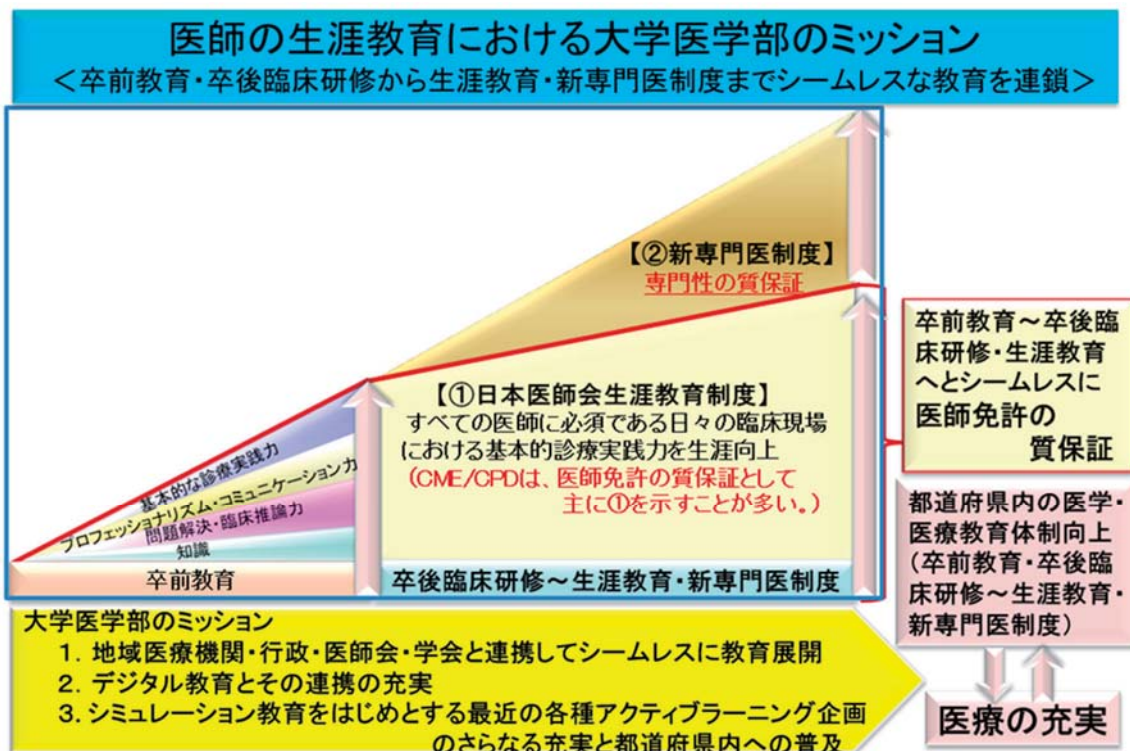 医師の生涯教育における大学医学部のミッション
＜卒前教育・卒後臨床研修から生涯教育・新専門医制度までシームレスな教育を連鎖＞
【②新専門医制度】
専門性の質保証
【①日本医師会生涯教育制度】
すべての医師に必須である日々の臨床現場
における基本的診療実践力を生涯向上
（CME/CPDは、医師免許の質保証として
主に①を示すことが多い。）
基本的な診療実践力
プロフェッショナリズム・コミュニケーション力
問題解決・臨床推論力
知識
卒前教育
卒後臨床研修～生涯教育・新専門医制度
卒前教育～卒後臨
床研修・生涯教育
へとシームレスに
医師免許の
質保証
都道府県内の医学・
医療教育体制向上
（卒前教育・卒後臨
床研修～生涯教育・
新専門医制度）
医療の充実
大学医学部のミッション
1. 地域医療機関・行政・医師会・学会と連携してシームレスに教育展開
2. デジタル教育とその連携の充実
3. シミュレーション教育をはじめとする最近の各種アクティブラーニング企画
のさらなる充実と都道府県内への普及